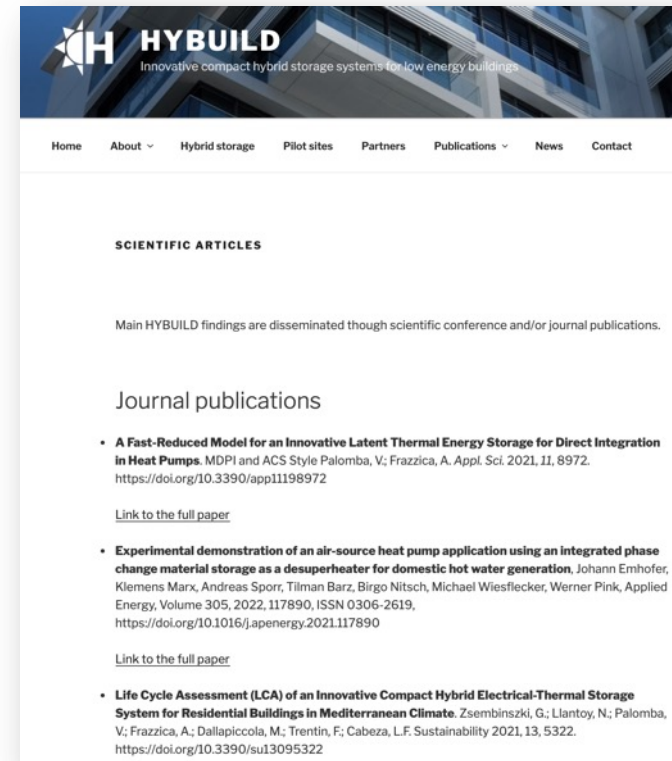 HYBUILD
Innovative compact hybrid storage systems for low energy buildings
Home About Hybrid storage Pilot sites Partners Publications News Contact
SCIENTIFIC ARTICLES
Main HYBUILD findings are disseminated though scientific conference and/or journal publications.
Journal publications
• A Fast-Reduced Model for an Innovative Latent Thermal Energy Storage for Direct Integration
in Heat Pumps. MDPI and ACS Style Palomba, V.; Frazzica, A. Appl. Sci. 2021, 11, 8972.
https://doi.org/10.3390/app11198972
Link to the full paper
• Experimental demonstration of an air-source heat pump application using an integrated phase
change material storage as a desuperheater for domestic hot water generation, Johann Emhofer,
Klemens Marx, Andreas Sporr, Tilman Barz, Birgo Nitsch, Michael Wiesflecker, Werner Pink, Applied
Energy, Volume 305, 2022, 117890, ISSN 0306-2619,
https://doi.org/10.1016/j.apenergy.2021.117890
Link to the full paper
• Life Cycle Assessment (LCA) of an Innovative Compact Hybrid Electrical-Thermal Storage
System for Residential Buildings in Mediterranean Climate. Zsembinszki, G.; Llantoy, N.; Palomba,
V.; Frazzica, A.; Dallapiccola, M.; Trentin, F.; Cabeza, L.F. Sustainability 2021, 13, 5322.
https://doi.org/10.3390/su13095322